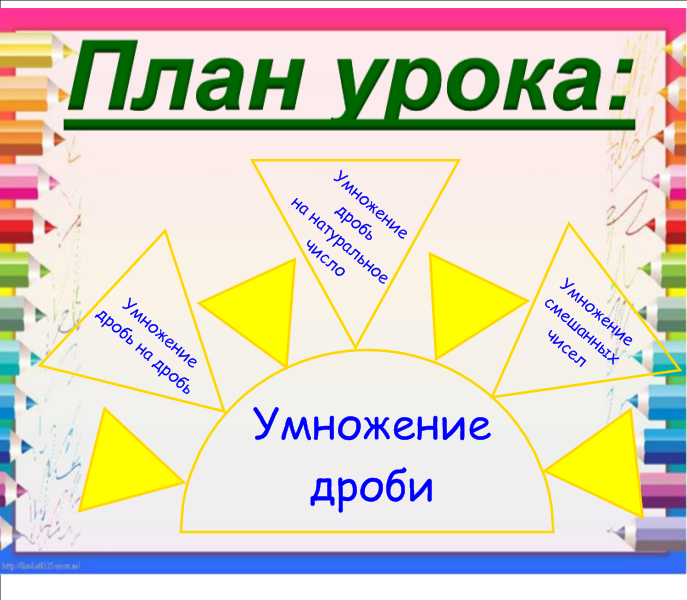 План урока:
Умножение
дробь
на натуральное
число
Умножение
дробь на дробь
Умножение
смешанных
чисел
Умножение
дроби